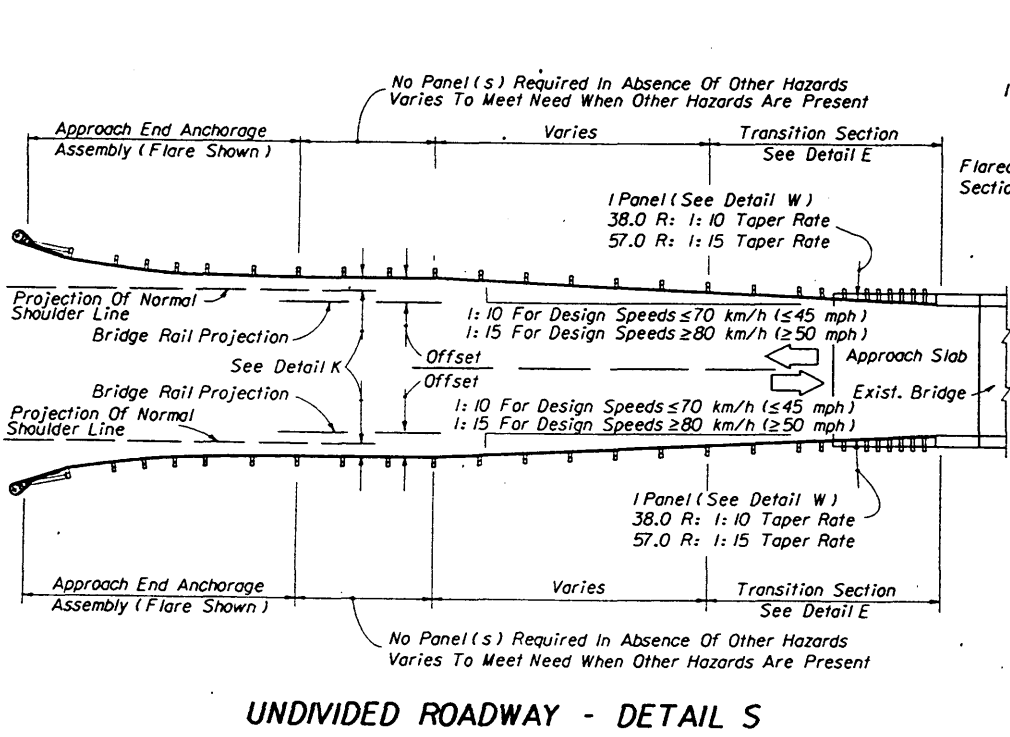 No Panel(s) Required In Absence Of Other Hazards
Varies To Meet Need When Other Hazards Are Present
Approach End Anchorage
Assembly (Flare Shown)
Varies
Transition Section
See Detail E
1 Panel (See Detail W)
38.0 R: 1:10 Taper Rate
57.0 R: 1:15 Taper Rate
Projection Of Normal
Shoulder Line
Bridge Rail Projection
1:10 For Design Speeds ≤70 km/h (≤45 mph)
1:15 For Design Speeds ≥80 km/h (≥50 mph)
See Detail K
Offset
Offset
Approach Slab
Exist. Bridge
Bridge Rail Projection
Projection Of Normal
Shoulder Line
1:10 For Design Speeds ≤70 km/h (≤45 mph)
1:15 For Design Speeds ≥80 km/h (≥50 mph)
1 Panel (See Detail W)
38.0 R: 1:10 Taper Rate
57.0 R: 1:15 Taper Rate
Approach End Anchorage
Assembly (Flare Shown)
Varies
Transition Section
See Detail E
No Panel(s) Required In Absence Of Other Hazards
Varies To Meet Need When Other Hazards Are Present
UNDIVIDED ROADWAY - DETAIL S